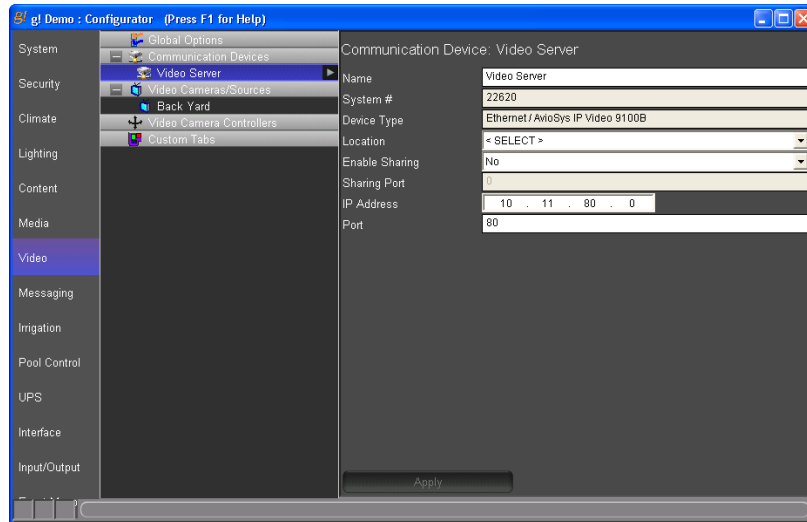 g! g! Demo : Configurator (Press F1 for Help)
System
Security
Climate
Lighting
Content
Media
Video
Messaging
Irrigation
Pool Control
UPS
Interface
Input/Output
Global Options
Communication Devices
Video Server
Video Cameras/Sources
Back Yard
Video Camera Controllers
Custom Tabs
Communication Device: Video Server
Name Video Server
System # 22620
Device Type Ethernet / AvioSys IP Video 9100B
Location < SELECT >
Enable Sharing No
Sharing Port 0
IP Address 10 . 11 . 80 . 0
Port 80
Apply